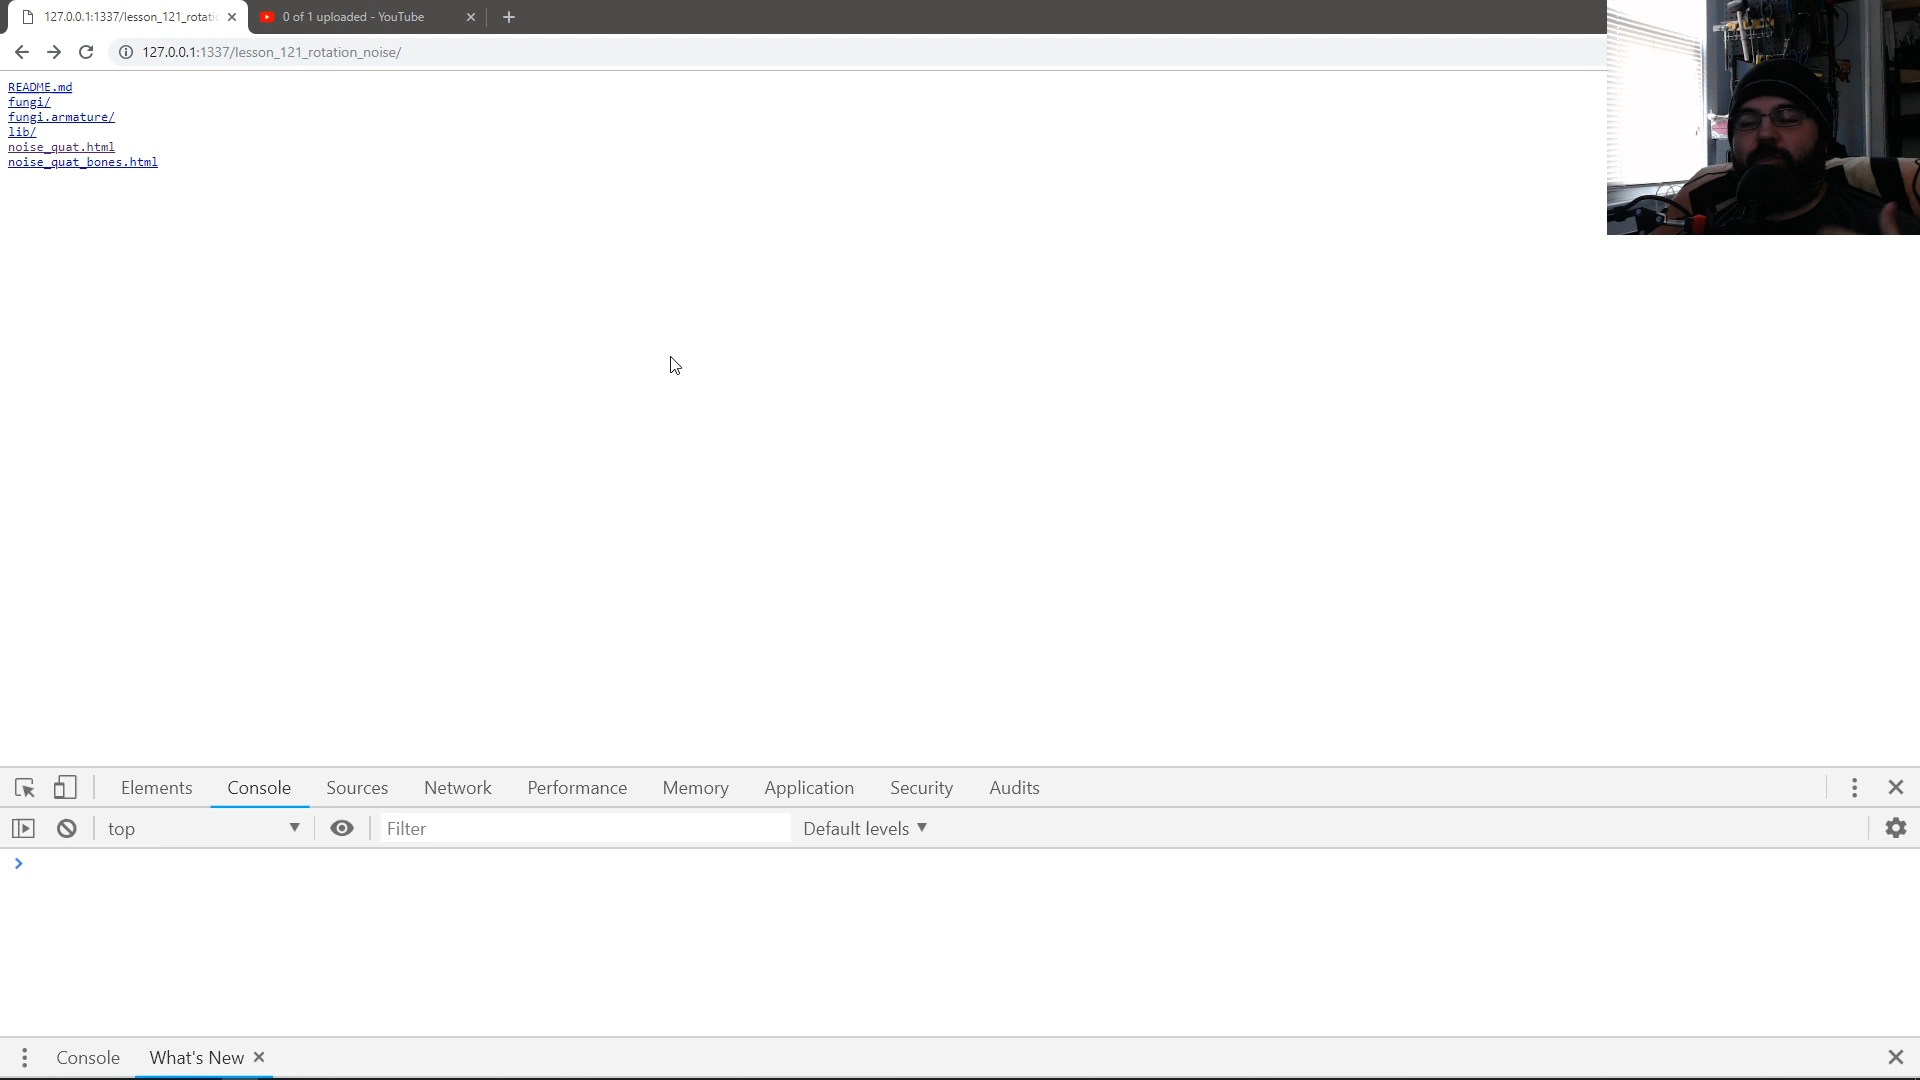 127.0.0.1:1337/lesson_121_rotatio
0 of 1 uploaded - YouTube
127.0.0.1:1337/lesson_121_rotation_noise/
README.md
fungi/
fungi.armature/
lib/
noise_quat.html
noise_quat_bones.html
Elements Console Sources Network Performance Memory Application Security Audits
top Filter Default levels
Console What's New